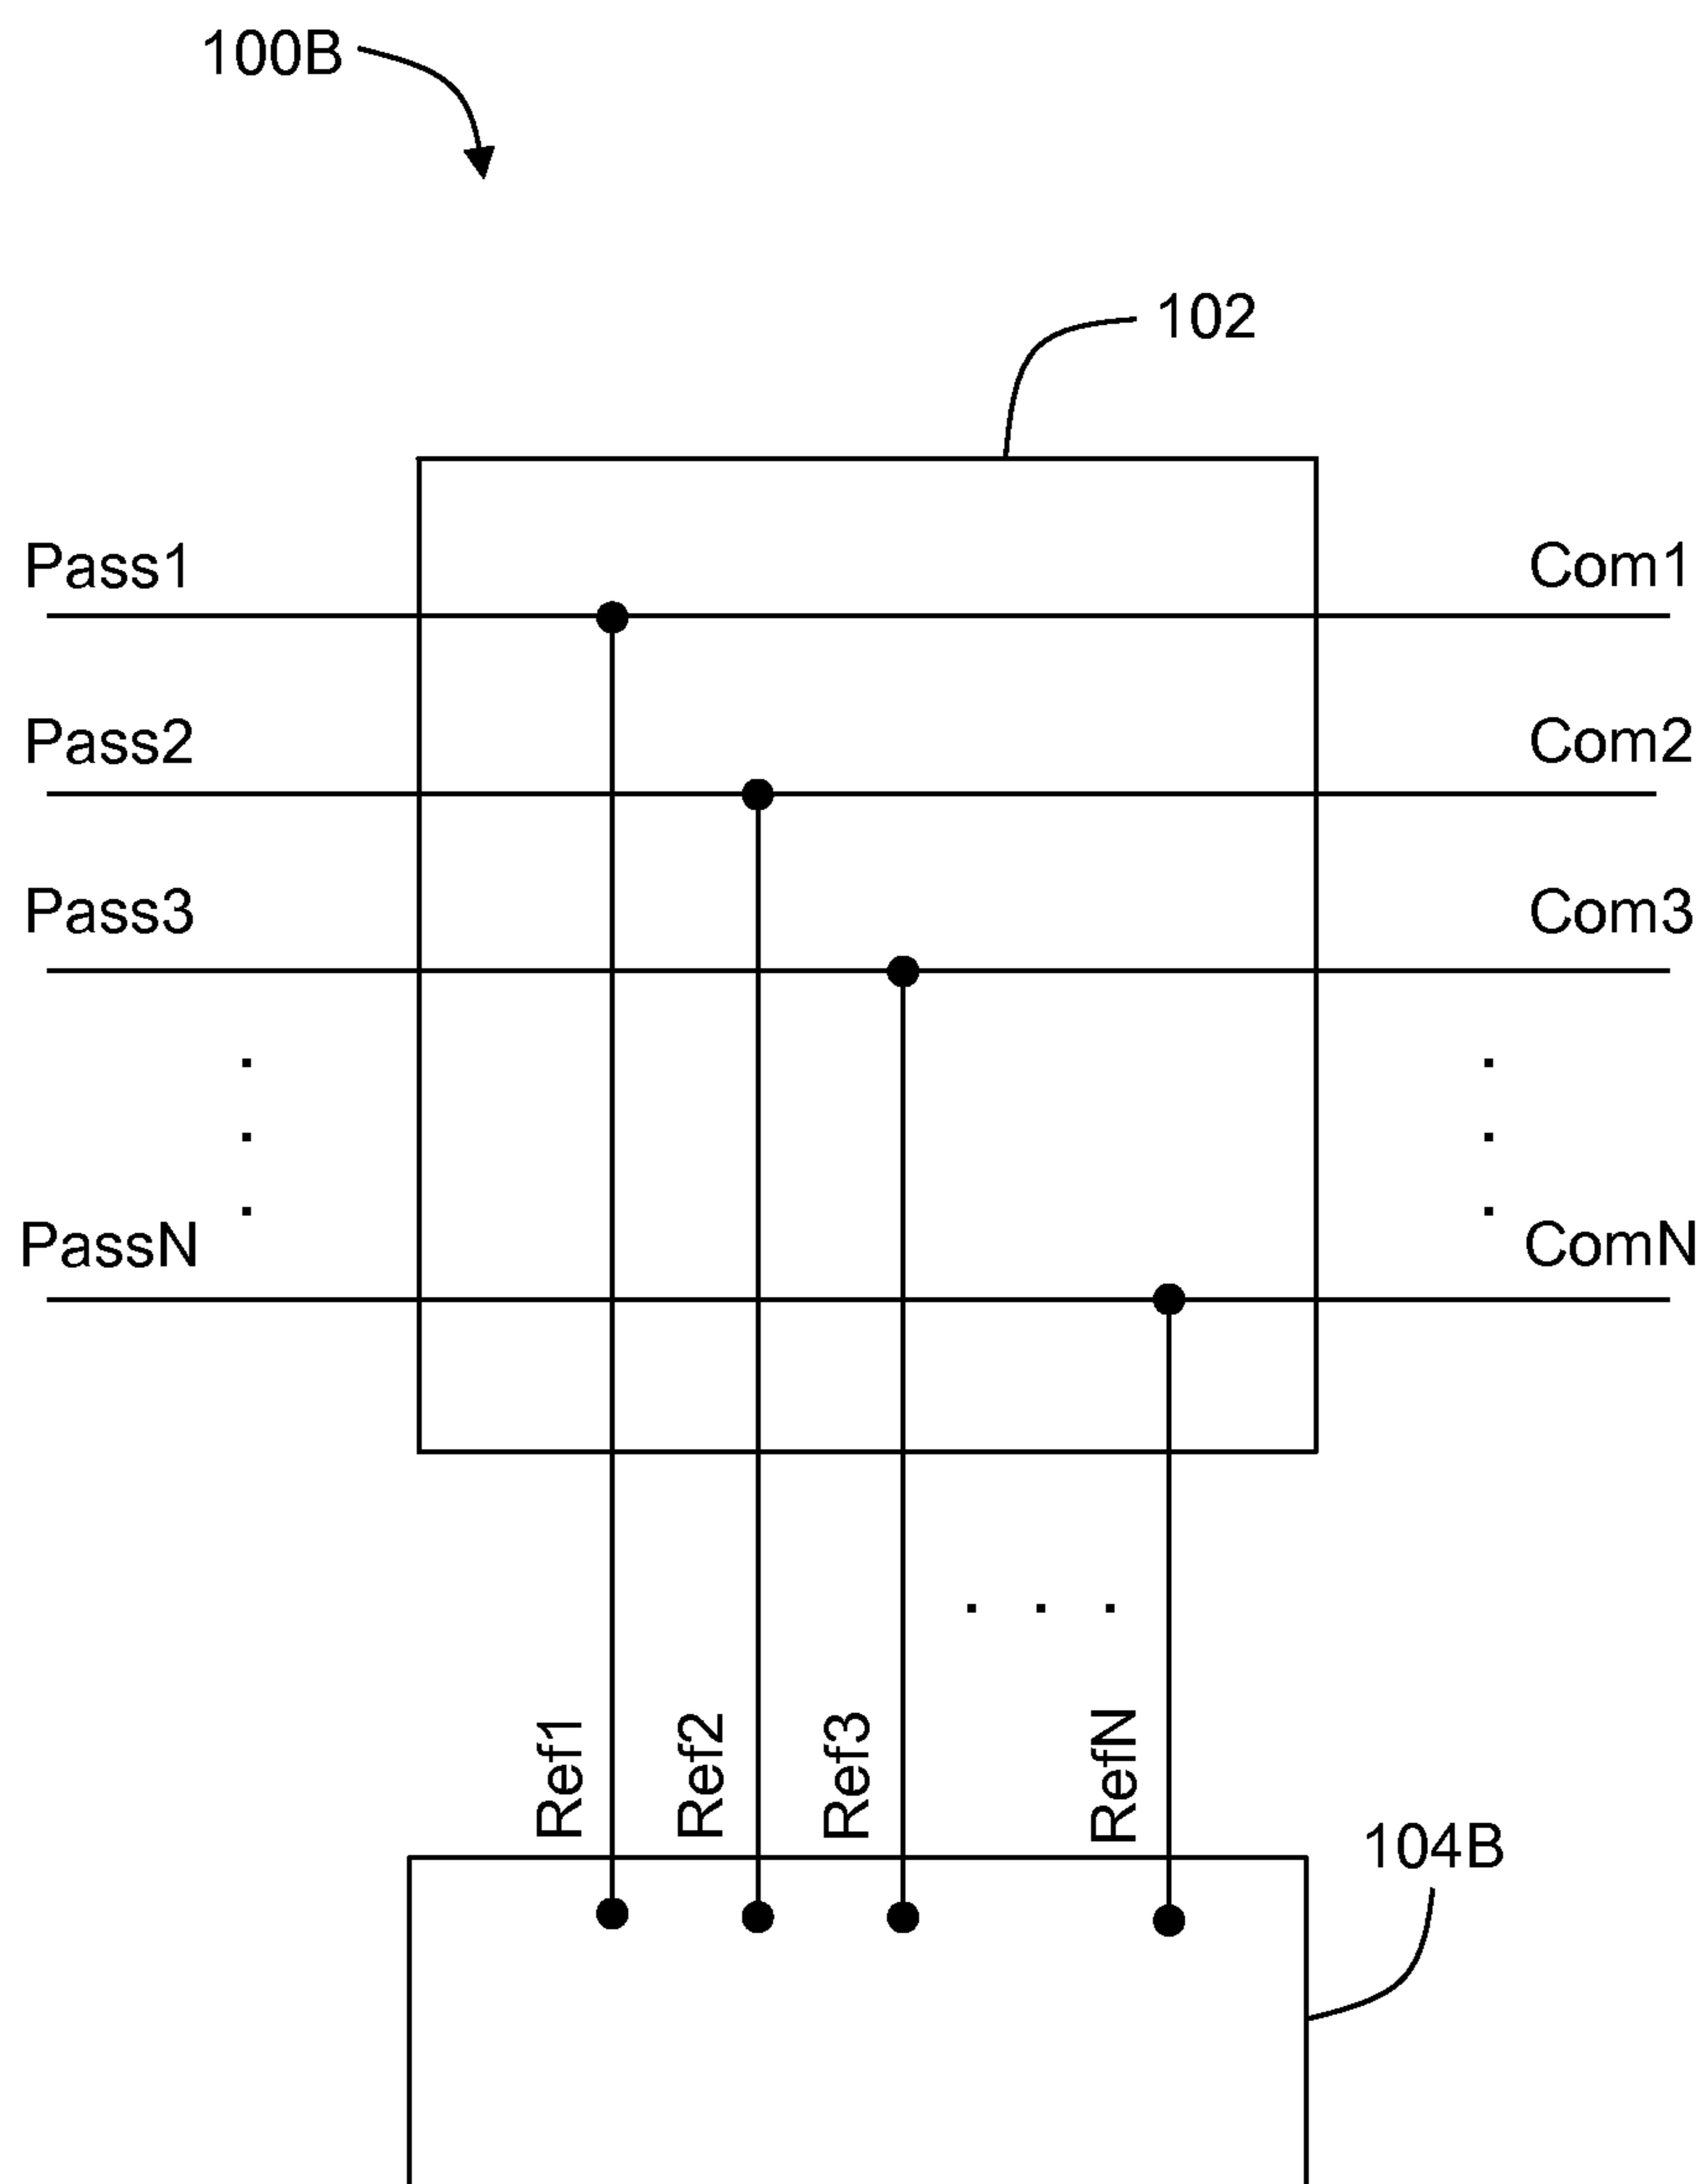 100B
102
Pass1
Com1
Pass2
Com2
Pass3
Com3
PassN
ComN
Ref1
Ref2
Ref3
RefN
104B